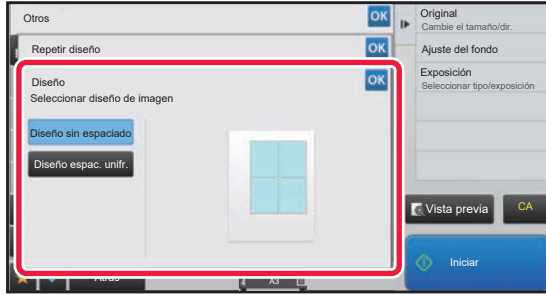 Otros
OK
Repetir diseño
OK
Diseño
OK
Seleccionar diseño de imagen
Diseño sin espaciado
Diseño espac. unifr.
Original
Cambie el tamaño/dir.
Ajuste del fondo
Exposición
Seleccionar tipo/exposición
Vista previa
CA
Iniciar
Atrás
A3